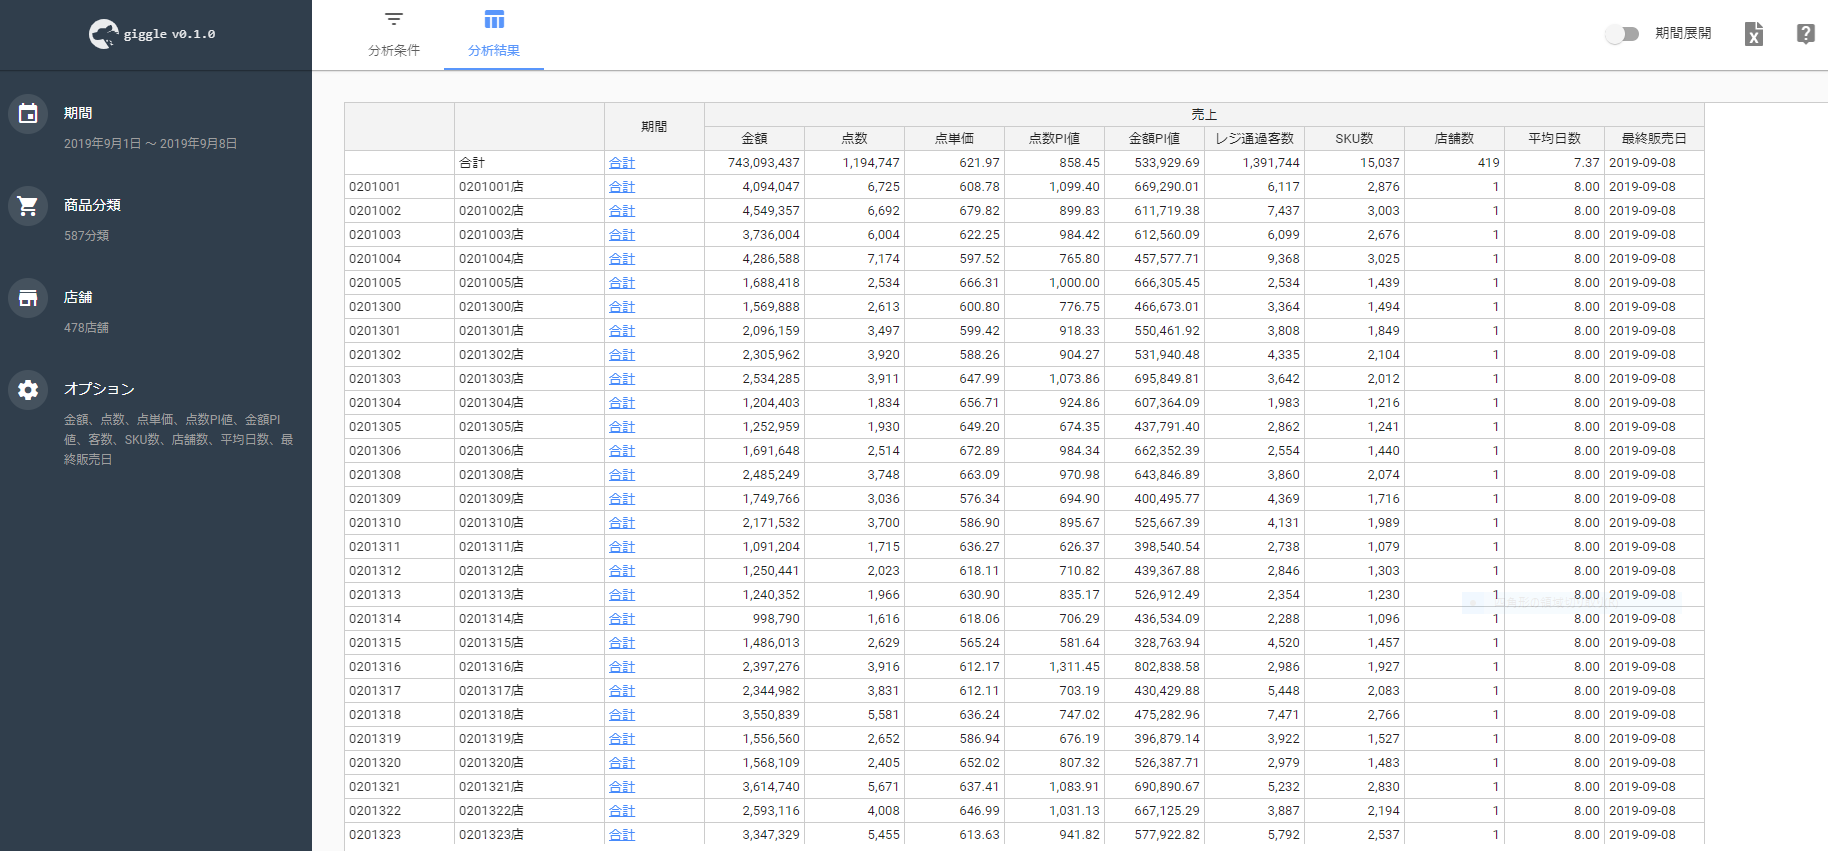 giggle v0.1.0
分析条件
分析結果
期間展開
期間
2019年9月1日 ～ 2019年9月8日
商品分類
587分類
店舗
478店舗
オプション
金額、点数、点単価、点数PI値、金額PI
値、客数、SKU数、店舗数、平均日数、最
終販売日
期間 売上
金額 点数 点単価 点数PI値 金額PI値 レジ通過客数 SKU数 店舗数 平均日数 最終販売日
合計 合計 743,093,437 1,194,747 621.97 858.45 533,929.69 1,391,744 15,037 419 7.37 2019-09-08
0201001 0201001店 合計 4,094,047 6,725 608.78 1,099.40 669,290.01 6,117 2,876 1 8.00 2019-09-08
0201002 0201002店 合計 4,549,357 6,692 679.82 899.83 611,719.38 7,437 3,003 1 8.00 2019-09-08
0201003 0201003店 合計 3,736,004 6,004 622.25 984.42 612,560.09 6,099 2,676 1 8.00 2019-09-08
0201004 0201004店 合計 4,286,588 7,174 597.52 765.80 457,577.71 9,368 3,025 1 8.00 2019-09-08
0201005 0201005店 合計 1,688,418 2,534 666.31 1,000.00 666,305.45 2,534 1,439 1 8.00 2019-09-08
0201300 0201300店 合計 1,569,888 2,613 600.80 776.75 466,673.01 3,364 1,494 1 8.00 2019-09-08
0201301 0201301店 合計 2,096,159 3,497 599.42 918.33 550,461.92 3,808 1,849 1 8.00 2019-09-08
0201302 0201302店 合計 2,305,962 3,920 588.26 904.27 531,940.48 4,335 2,104 1 8.00 2019-09-08
0201303 0201303店 合計 2,534,285 3,911 647.99 1,073.86 695,849.81 3,642 2,012 1 8.00 2019-09-08
0201304 0201304店 合計 1,204,403 1,834 656.71 924.86 607,364.09 1,983 1,216 1 8.00 2019-09-08
0201305 0201305店 合計 1,252,959 1,930 649.20 674.35 437,791.40 2,862 1,241 1 8.00 2019-09-08
0201306 0201306店 合計 1,691,648 2,514 672.89 984.34 662,352.39 2,554 1,440 1 8.00 2019-09-08
0201308 0201308店 合計 2,485,249 3,748 663.09 970.98 643,846.89 3,860 2,074 1 8.00 2019-09-08
0201309 0201309店 合計 1,749,766 3,036 576.34 694.90 400,495.77 4,369 1,716 1 8.00 2019-09-08
0201310 0201310店 合計 2,171,532 3,700 586.90 895.67 525,667.39 4,131 1,989 1 8.00 2019-09-08
0201311 0201311店 合計 1,091,204 1,715 636.27 626.37 398,540.54 2,738 1,079 1 8.00 2019-09-08
0201312 0201312店 合計 1,250,441 2,023 618.11 710.82 439,367.88 2,846 1,303 1 8.00 2019-09-08
0201313 0201313店 合計 1,240,352 1,966 630.90 835.17 526,912.49 2,354 1,230 1 8.00 2019-09-08
0201314 0201314店 合計 998,790 1,616 618.06 706.29 436,534.09 2,288 1,096 1 8.00 2019-09-08
0201315 0201315店 合計 1,486,013 2,629 565.24 581.64 328,763.94 4,520 1,457 1 8.00 2019-09-08
0201316 0201316店 合計 2,397,276 3,916 612.17 1,311.45 802,838.58 2,986 1,927 1 8.00 2019-09-08
0201317 0201317店 合計 2,344,982 3,831 612.11 703.19 430,429.88 5,448 2,083 1 8.00 2019-09-08
0201318 0201318店 合計 3,550,839 5,581 636.24 747.02 475,282.96 7,471 2,766 1 8.00 2019-09-08
0201319 0201319店 合計 1,556,560 2,652 586.94 676.19 396,879.14 3,922 1,527 1 8.00 2019-09-08
0201320 0201320店 合計 1,568,109 2,405 652.02 807.32 526,387.71 2,979 1,483 1 8.00 2019-09-08
0201321 0201321店 合計 3,614,740 5,671 637.41 1,083.91 690,890.67 5,232 2,830 1 8.00 2019-09-08
0201322 0201322店 合計 2,593,116 4,008 646.99 1,031.13 667,125.29 3,887 2,194 1 8.00 2019-09-08
0201323 0201323店 合計 3,347,329 5,455 613.63 941.82 577,922.82 5,792 2,537 1 8.00 2019-09-08